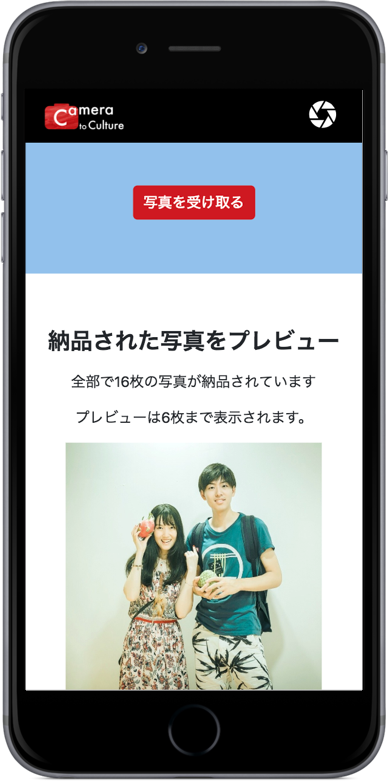 Camera
to Culture
写真を受け取る
納品された写真をプレビュー
全部で16枚の写真が納品されています
プレビューは6枚まで表示されます。